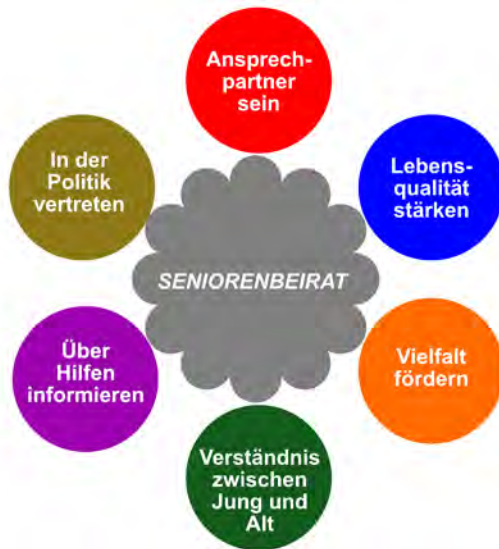 Ansprech-
partner
sein
In der
Politik
vertreten
Lebens-
qualität
stärken
SENIORENBEIRAT
Über
Hilfen
informieren
Vielfalt
fördern
Verständnis
zwischen
Jung und
Alt